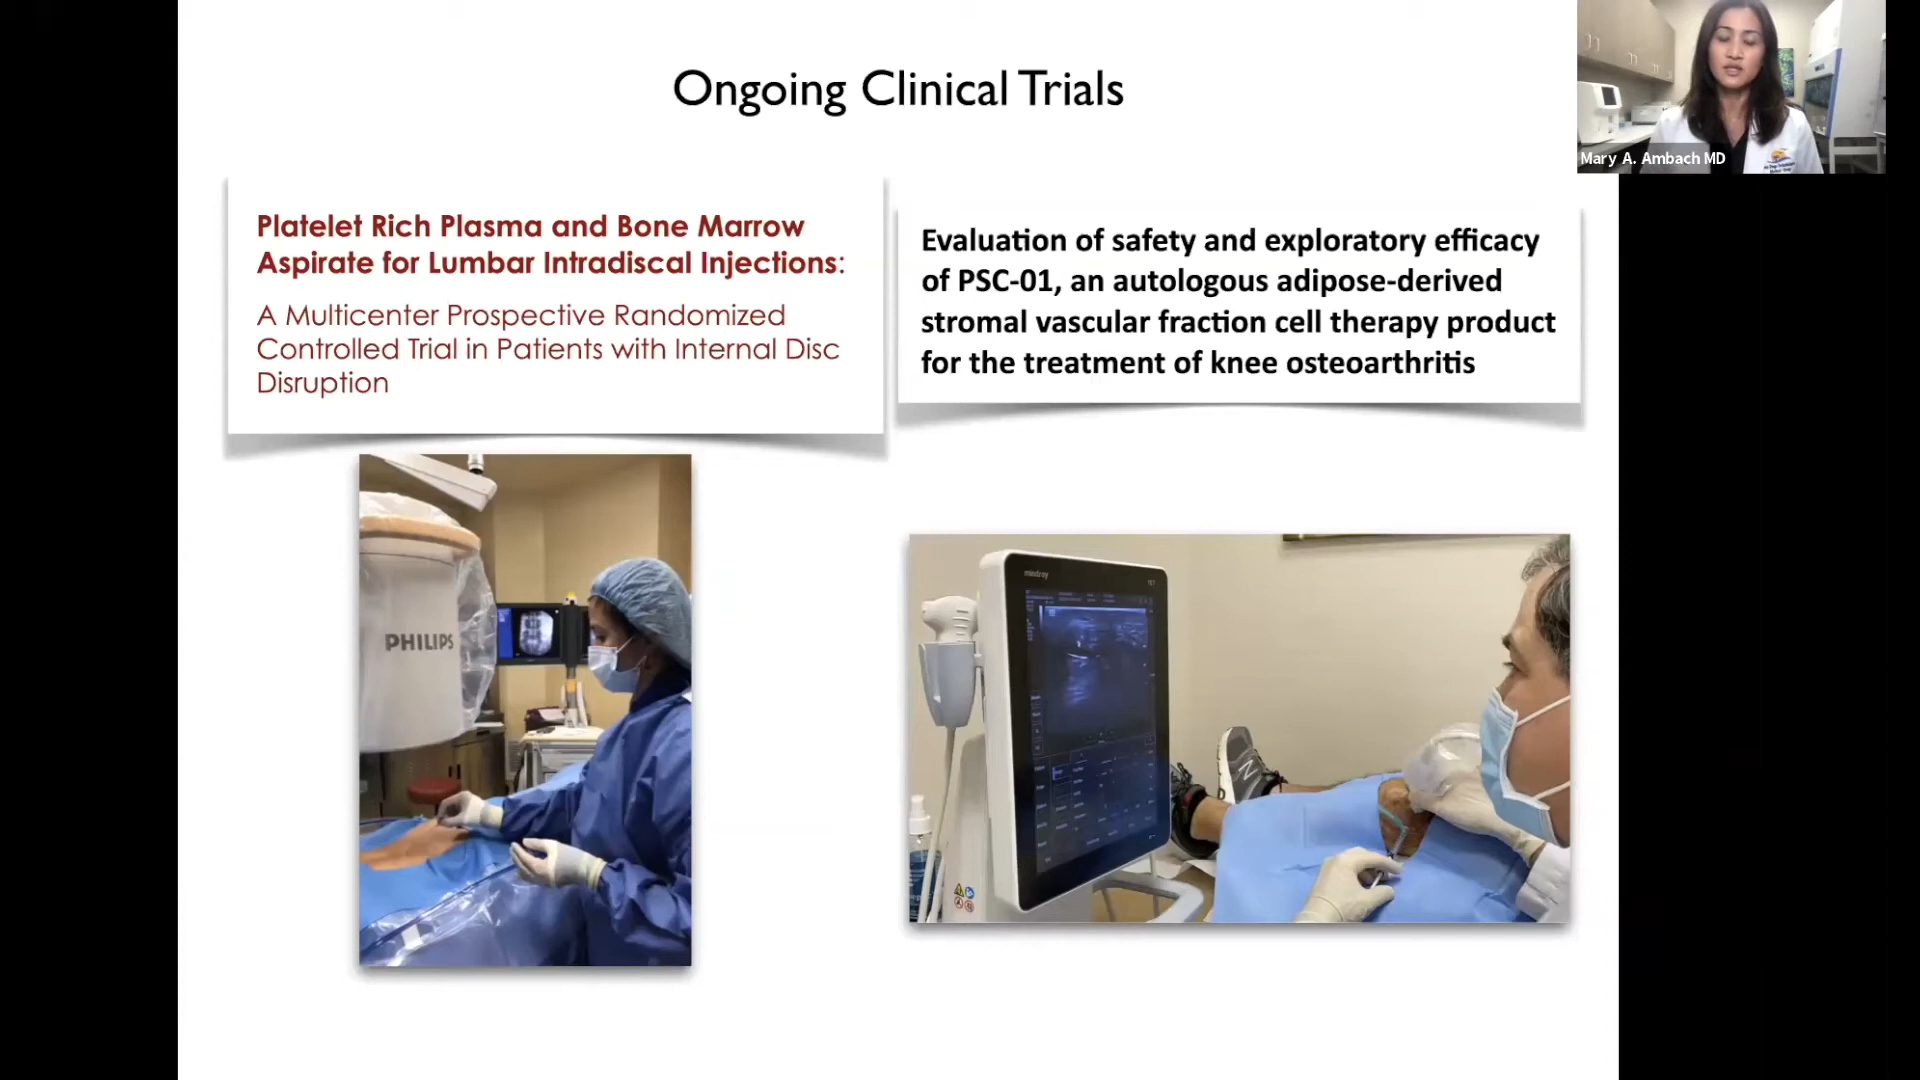 Ongoing Clinical Trials
Mary A. Ambach MD
Platelet Rich Plasma and Bone Marrow
Aspirate for Lumbar Intradiscal Injections:
A Multicenter Prospective Randomized
Controlled Trial in Patients with Internal Disc
Disruption
Evaluation of safety and exploratory efficacy
of PSC-01, an autologous adipose-derived
stromal vascular fraction cell therapy product
for the treatment of knee osteoarthritis
PHILIPS
mindray
N